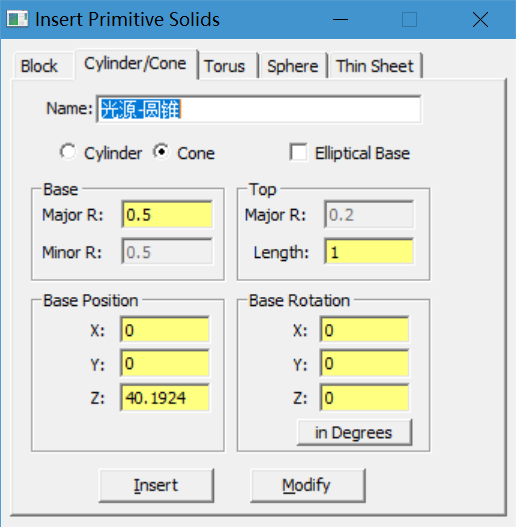 Insert Primitive Solids
Block Cylinder/Cone Torus Sphere Thin Sheet
Name: 光源-圆锥
Cylinder Cone Elliptical Base
Base Top
Major R: 0.5 Major R: 0.2
Minor R: 0.5 Length: 1
Base Position Base Rotation
X: 0 X: 0
Y: 0 Y: 0
Z: 40.1924 Z: 0
in Degrees
Insert Modify